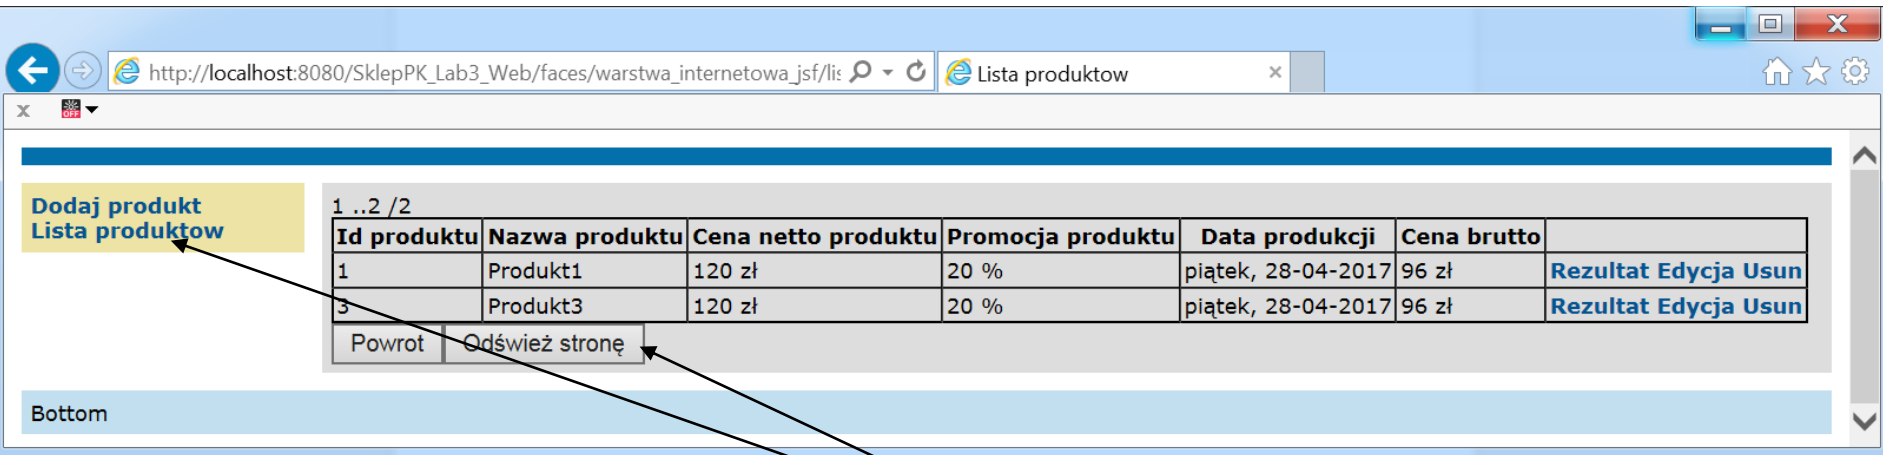 http://localhost:8080/SklepPK_Lab3_Web/faces/warstwa_internetowa_jsf/lis
Lista produktow
x OFF
Dodaj produkt
Lista produktow
1 ..2 /2
Id produktu Nazwa produktu Cena netto produktu Promocja produktu Data produkcji Cena brutto
1 Produkt1 120 zł 20 % piątek, 28-04-2017 96 zł Rezultat Edycja Usun
3 Produkt3 120 zł 20 % piątek, 28-04-2017 96 zł Rezultat Edycja Usun
Powrot Odśwież stronę
Bottom